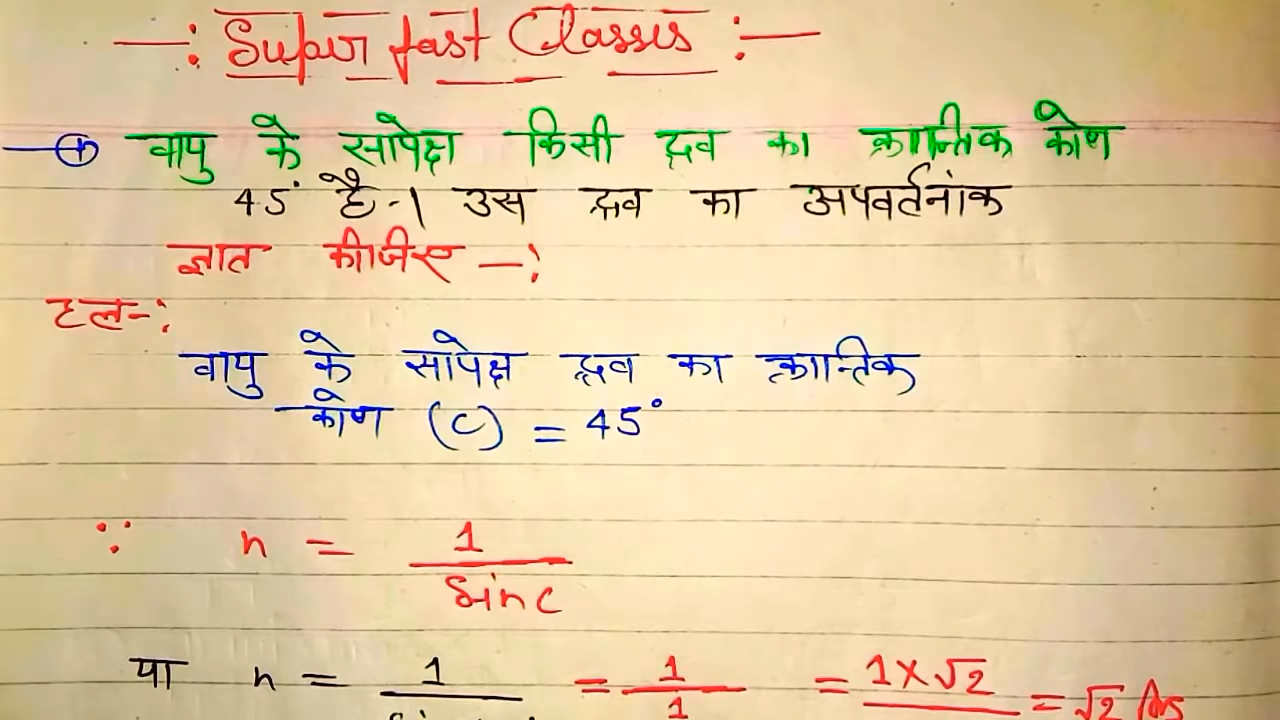 —: Super fast Classes :—
वायु के सापेक्ष किसी द्रव का क्रान्तिक कोण
45° है-। उस द्रव का अपवर्तनांक
ज्ञात कीजिए —:
हल-:
वायु के सापेक्ष द्रव का क्रान्तिक
कोण (C) = 45°
∵ n = 1 / Sinc
या n = 1 / = 1 / 1 = 1×√2 = √2 Ans